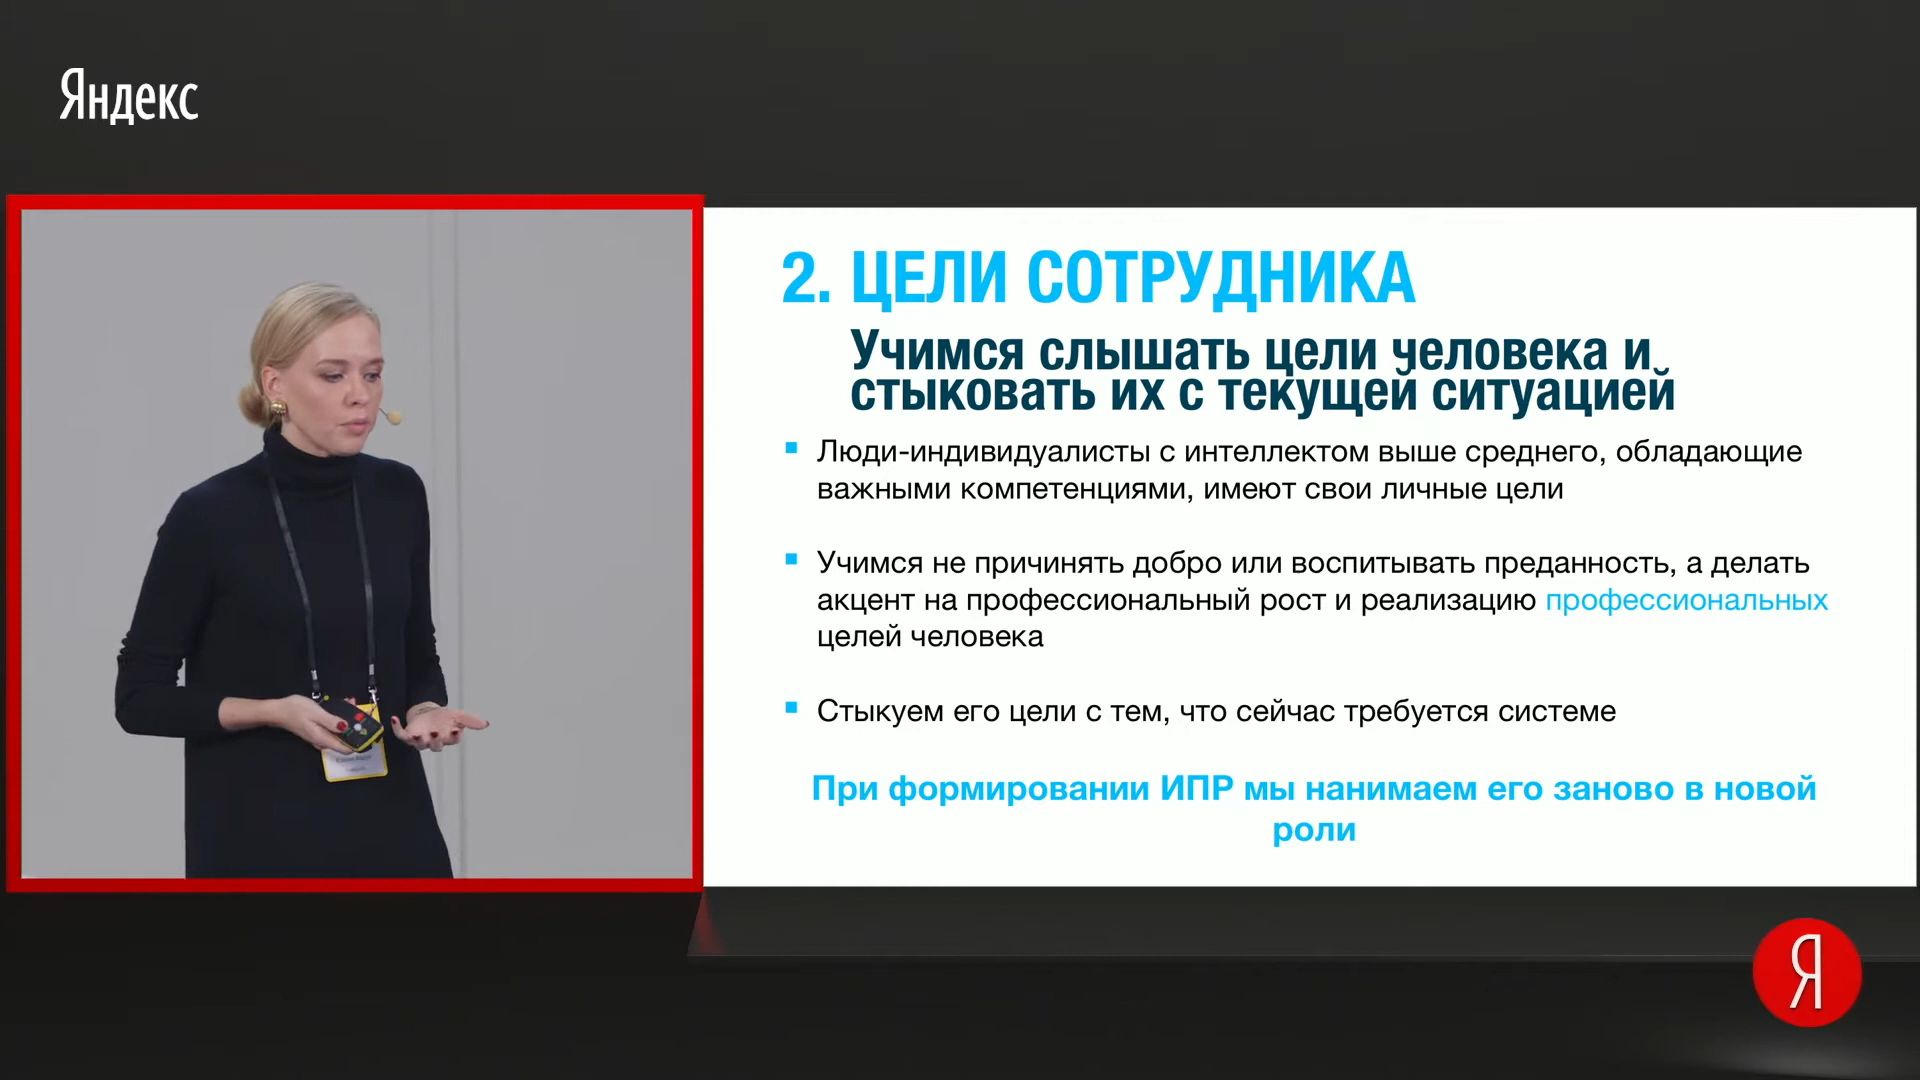 Яндекс
2. ЦЕЛИ СОТРУДНИКА
Учимся слышать цели человека и
стыковать их с текущей ситуацией
Люди-индивидуалисты с интеллектом выше среднего, обладающие
важными компетенциями, имеют свои личные цели
Учимся не причинять добро или воспитывать преданность, а делать
акцент на профессиональный рост и реализацию профессиональных
целей человека
Стыкуем его цели с тем, что сейчас требуется системе
При формировании ИПР мы нанимаем его заново в новой
роли
Я